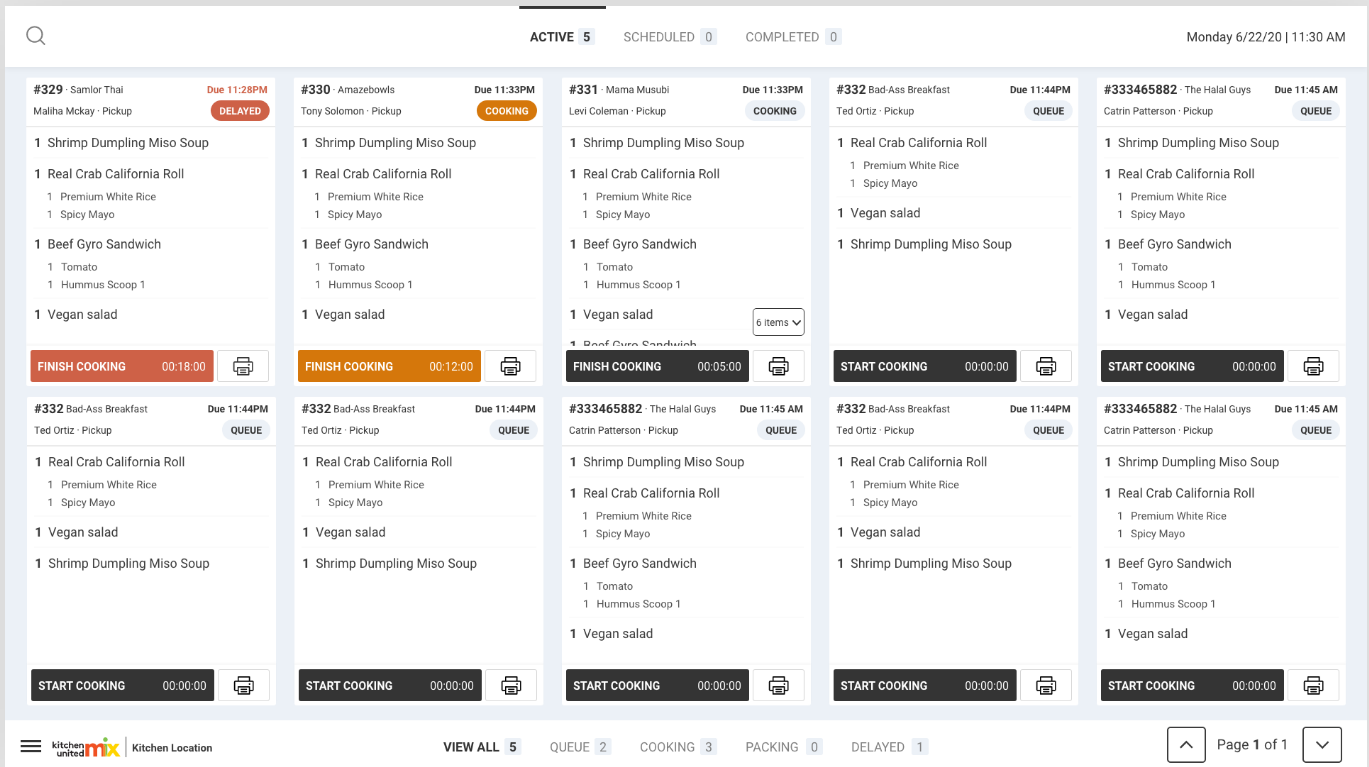 ACTIVE 5 SCHEDULED 0 COMPLETED 0 Monday 6/22/20 | 11:30 AM
#329 · Samlor Thai Due 11:28PM
Maliha Mckay · Pickup DELAYED
1 Shrimp Dumpling Miso Soup
1 Real Crab California Roll
1 Premium White Rice
1 Spicy Mayo
1 Beef Gyro Sandwich
1 Tomato
1 Hummus Scoop 1
1 Vegan salad
FINISH COOKING 00:18:00
#330 · Amazebowls Due 11:33PM
Tony Solomon · Pickup COOKING
1 Shrimp Dumpling Miso Soup
1 Real Crab California Roll
1 Premium White Rice
1 Spicy Mayo
1 Beef Gyro Sandwich
1 Tomato
1 Hummus Scoop 1
1 Vegan salad
FINISH COOKING 00:12:00
#331 · Mama Musubi Due 11:33PM
Levi Coleman · Pickup COOKING
1 Shrimp Dumpling Miso Soup
1 Real Crab California Roll
1 Premium White Rice
1 Spicy Mayo
1 Beef Gyro Sandwich
1 Tomato
1 Hummus Scoop 1
1 Vegan salad
6 items
1 Beef Gyro Sandwich
FINISH COOKING 00:05:00
#332 Bad-Ass Breakfast Due 11:44PM
Ted Ortiz · Pickup QUEUE
1 Real Crab California Roll
1 Premium White Rice
1 Spicy Mayo
1 Vegan salad
1 Shrimp Dumpling Miso Soup
START COOKING 00:00:00
#333465882 · The Halal Guys Due 11:45 AM
Catrin Patterson · Pickup QUEUE
1 Shrimp Dumpling Miso Soup
1 Real Crab California Roll
1 Premium White Rice
1 Spicy Mayo
1 Beef Gyro Sandwich
1 Tomato
1 Hummus Scoop 1
1 Vegan salad
START COOKING 00:00:00
#332 Bad-Ass Breakfast Due 11:44PM
Ted Ortiz · Pickup QUEUE
1 Real Crab California Roll
1 Premium White Rice
1 Spicy Mayo
1 Vegan salad
1 Shrimp Dumpling Miso Soup
START COOKING 00:00:00
#332 Bad-Ass Breakfast Due 11:44PM
Ted Ortiz · Pickup QUEUE
1 Real Crab California Roll
1 Premium White Rice
1 Spicy Mayo
1 Vegan salad
1 Shrimp Dumpling Miso Soup
START COOKING 00:00:00
#333465882 · The Halal Guys Due 11:45 AM
Catrin Patterson · Pickup QUEUE
1 Shrimp Dumpling Miso Soup
1 Real Crab California Roll
1 Premium White Rice
1 Spicy Mayo
1 Beef Gyro Sandwich
1 Tomato
1 Hummus Scoop 1
1 Vegan salad
START COOKING 00:00:00
#332 Bad-Ass Breakfast Due 11:44PM
Ted Ortiz · Pickup QUEUE
1 Real Crab California Roll
1 Premium White Rice
1 Spicy Mayo
1 Vegan salad
1 Shrimp Dumpling Miso Soup
START COOKING 00:00:00
#333465882 · The Halal Guys Due 11:45 AM
Catrin Patterson · Pickup QUEUE
1 Shrimp Dumpling Miso Soup
1 Real Crab California Roll
1 Premium White Rice
1 Spicy Mayo
1 Beef Gyro Sandwich
1 Tomato
1 Hummus Scoop 1
1 Vegan salad
START COOKING 00:00:00
kitchen united mix Kitchen Location VIEW ALL 5 QUEUE 2 COOKING 3 PACKING 0 DELAYED 1 Page 1 of 1